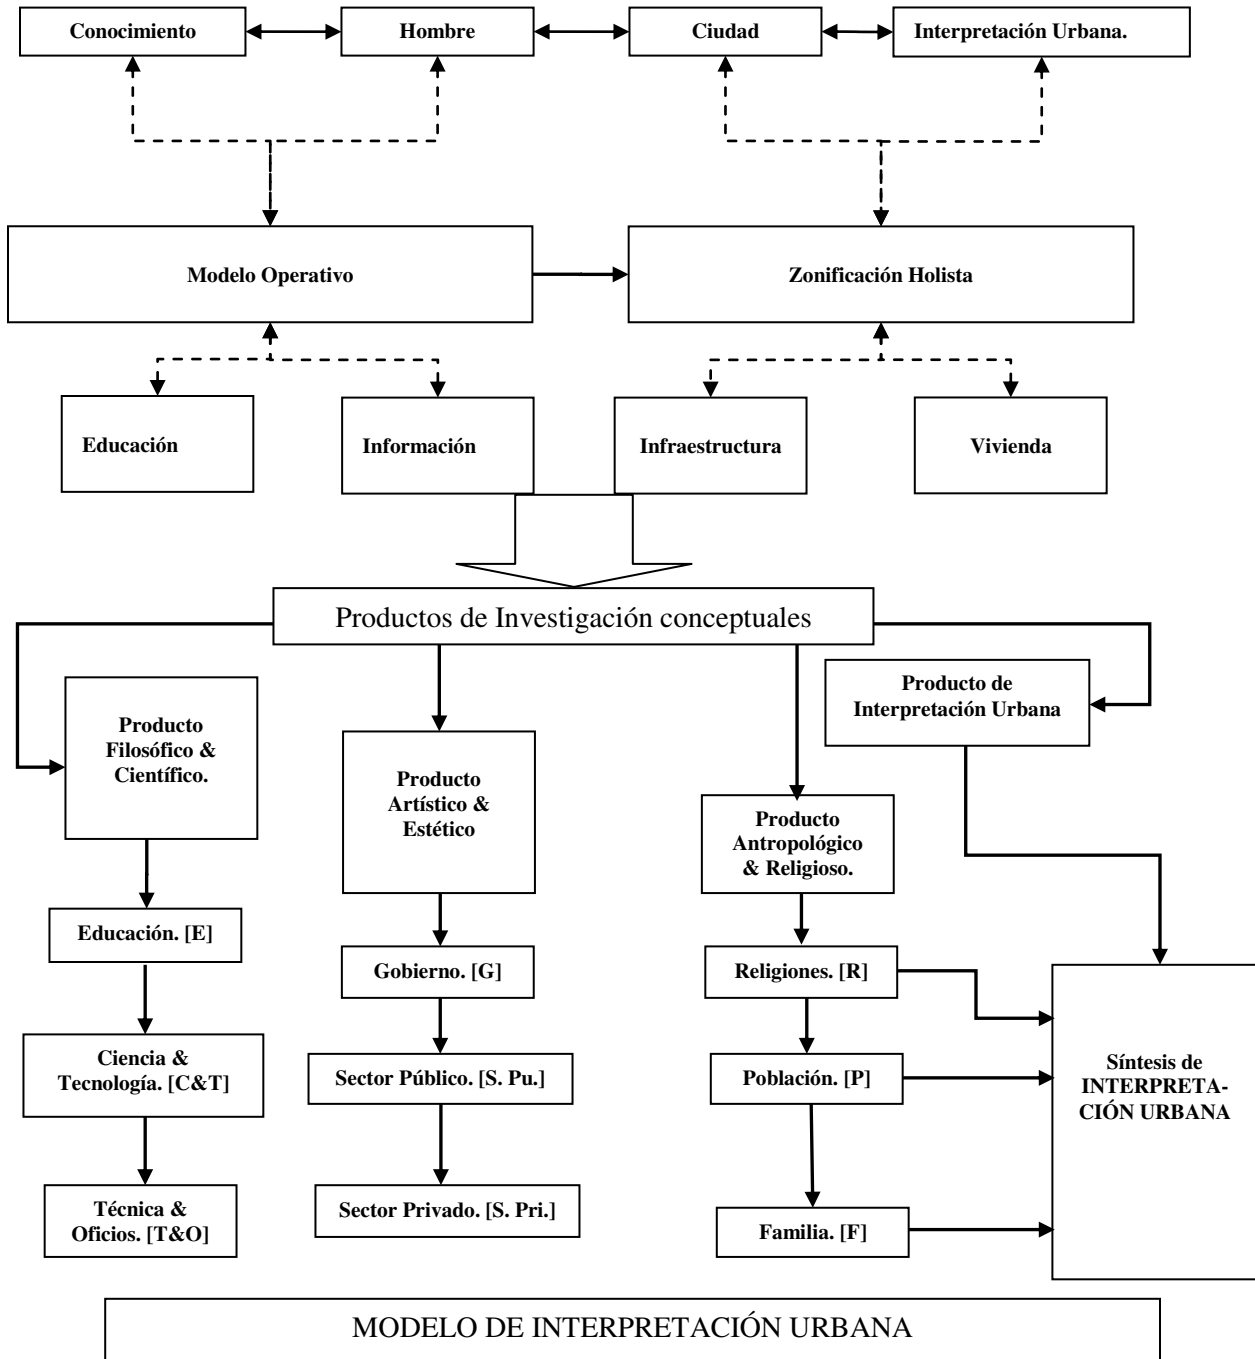 Conocimiento
Hombre
Ciudad
Interpretación Urbana.
Modelo Operativo
Zonificación Holista
Educación
Información
Infraestructura
Vivienda
Productos de Investigación conceptuales
Producto
Filosófico &
Científico.
Producto
Artístico &
Estético
Producto
Antropológico
& Religioso.
Producto de
Interpretación Urbana
Educación. [E]
Gobierno. [G]
Religiones. [R]
Ciencia &
Tecnología. [C&T]
Sector Público. [S. Pu.]
Población. [P]
Síntesis de
INTERPRETA-
CIÓN URBANA
Técnica &
Oficios. [T&O]
Sector Privado. [S. Pri.]
Familia. [F]
MODELO DE INTERPRETACIÓN URBANA